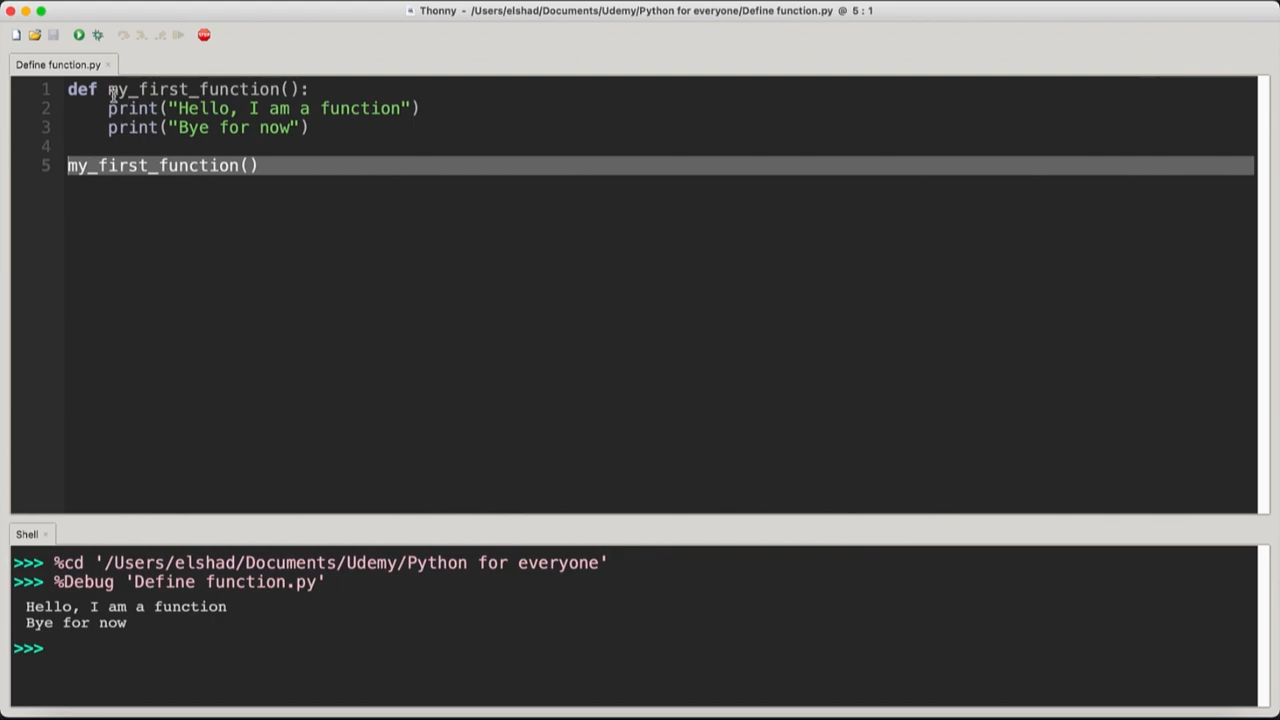 Thonny - /Users/elshad/Documents/Udemy/Python for everyone/Define function.py @ 5 : 1
Define function.py
1 def my_first_function():
2     print("Hello, I am a function")
3     print("Bye for now")
4
5 my_first_function()
Shell
>>> %cd '/Users/elshad/Documents/Udemy/Python for everyone'
>>> %Debug 'Define function.py'
Hello, I am a function
Bye for now
>>>